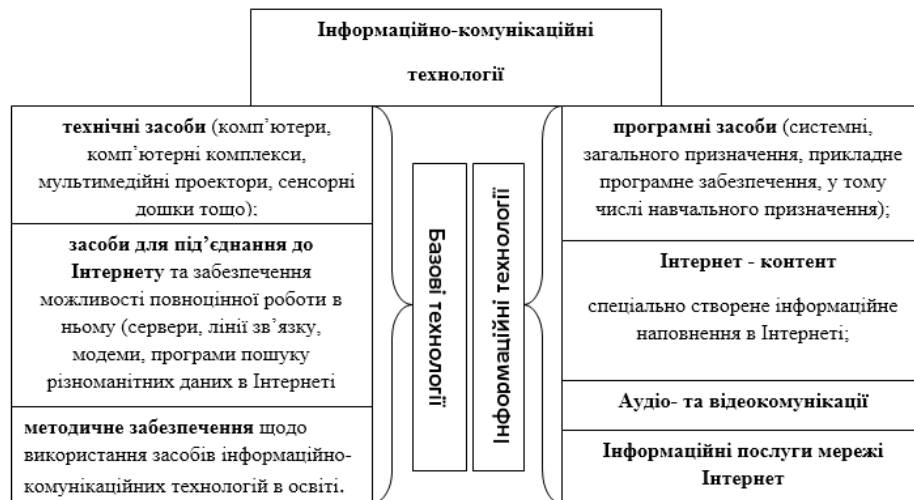 Інформаційно-комунікаційні
технології
технічні засоби (комп’ютери,
комп’ютерні комплекси,
мультимедійні проектори, сенсорні
дошки тощо);
засоби для під’єднання до
Інтернету та забезпечення
можливості повноцінної роботи в
ньому (сервери, лінії зв’язку,
модеми, програми пошуку
різноманітних даних в Інтернеті
методичне забезпечення щодо
використання засобів інформаційно-
комунікаційних технологій в освіті.
Базові технології
Інформаційні технології
програмні засоби (системні,
загального призначення, прикладне
програмне забезпечення, у тому
числі навчального призначення);
Інтернет - контент
спеціально створене інформаційне
наповнення в Інтернеті;
Аудіо- та відеокомунікації
Інформаційні послуги мережі
Інтернет